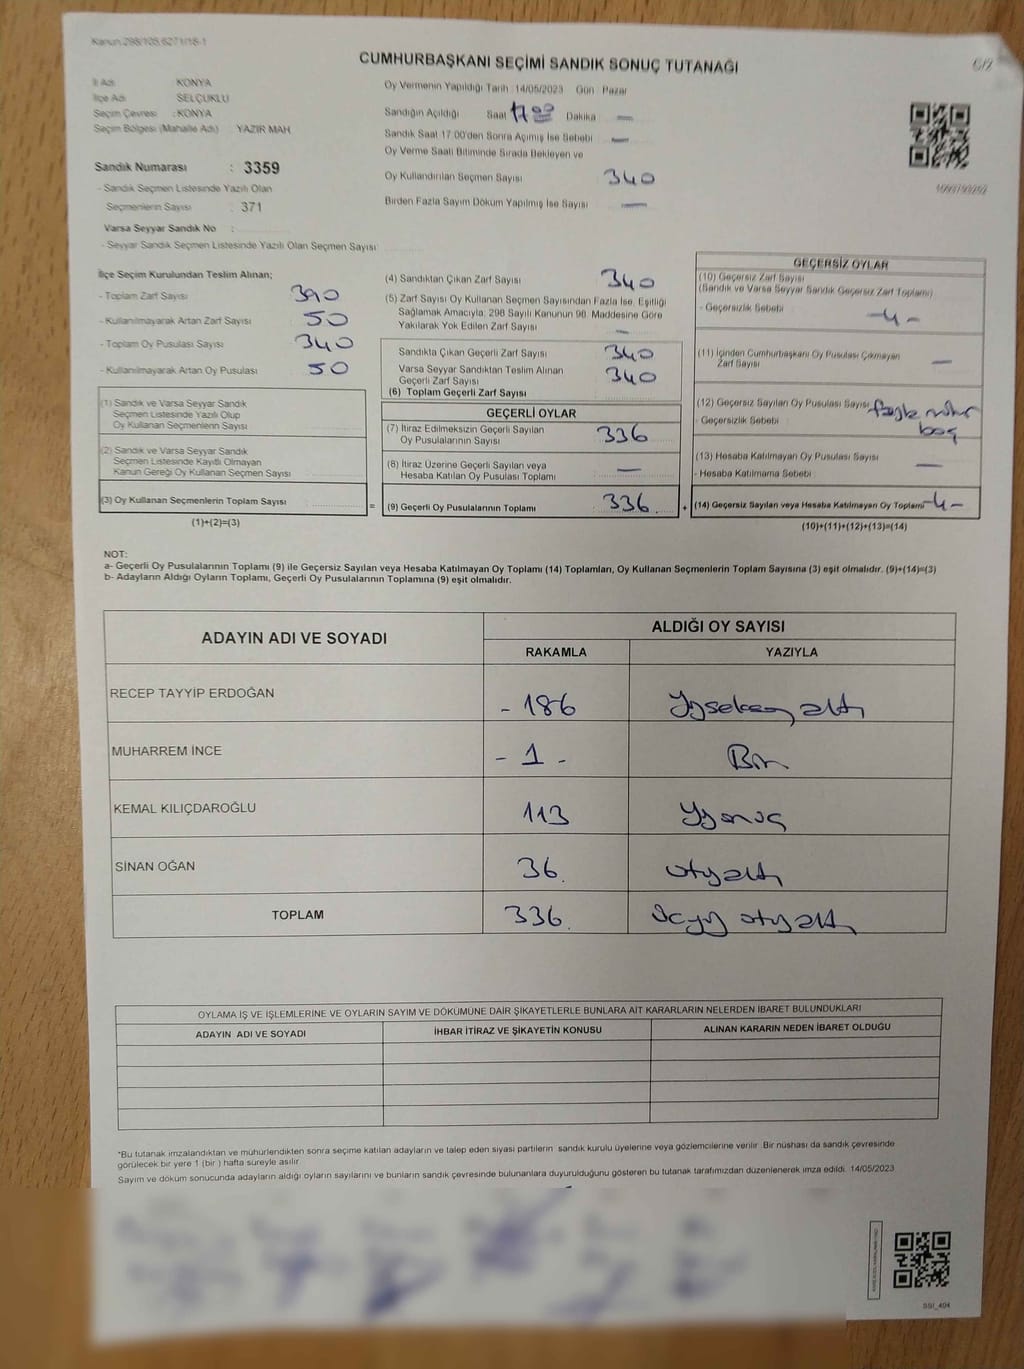 Kanun:298/105,6271/18-1
CUMHURBAŞKANI SEÇİMİ SANDIK SONUÇ TUTANAĞI
6/2
İl Adı KONYA
İlçe Adı SELÇUKLU
Seçim Çevresi : KONYA
Seçim Bölgesi (Mahalle Adı) YAZIR MAH
Sandık Numarası : 3359
- Sandık Seçmen Listesinde Yazılı Olan
Seçmenlerin Sayısı : 371
Varsa Seyyar Sandık No :
- Seyyar Sandık Seçmen Listesinde Yazılı Olan Seçmen Sayısı
Oy Vermenin Yapıldığı Tarih : 14/05/2023 Gün : Pazar
Sandığın Açıldığı Saat 17 00 Dakika —
Sandık Saat 17.00'den Sonra Açımış İse Sebebi —
Oy Verme Saati Bitiminde Sırada Bekleyen ve
Oy Kullandırılan Seçmen Sayısı 340
Birden Fazla Sayım Döküm Yapılmış İse Sayısı —
İlçe Seçim Kurulundan Teslim Alınan;
- Toplam Zarf Sayısı 390
- Kullanılmayarak Artan Zarf Sayısı 50
- Toplam Oy Pusulası Sayısı 340
- Kullanılmayarak Artan Oy Pusulası 50
(1) Sandık ve Varsa Seyyar Sandık
Seçmen Listesinde Yazılı Olup
Oy Kullanan Seçmenlerin Sayısı
(2) Sandık ve Varsa Seyyar Sandık
Seçmen Listesinde Kayıtlı Olmayan
Kanun Gereği Oy Kullanan Seçmen Sayısı
(3) Oy Kullanan Seçmenlerin Toplam Sayısı
(1)+(2)=(3)
(4) Sandıktan Çıkan Zarf Sayısı 340
(5) Zarf Sayısı Oy Kullanan Seçmen Sayısından Fazla İse, Eşitliği
Sağlamak Amacıyla; 298 Sayılı Kanunun 98. Maddesine Göre
Yakılarak Yok Edilen Zarf Sayısı —
Sandıkta Çıkan Geçerli Zarf Sayısı 340
Varsa Seyyar Sandıktan Teslim Alınan
Geçerli Zarf Sayısı 340
(6) Toplam Geçerli Zarf Sayısı
GEÇERLİ OYLAR
(7) İtiraz Edilmeksizin Geçerli Sayılan
Oy Pusulalarının Sayısı 336
(8) İtiraz Üzerine Geçerli Sayılan veya
Hesaba Katılan Oy Pusulası Toplamı —
= (9) Geçerli Oy Pusulalarının Toplamı 336 +
GEÇERSİZ OYLAR
(10) Geçersiz Zarf Sayısı
(Sandık ve Varsa Seyyar Sandık Geçersiz Zarf Toplamı)
- Geçersizlik Sebebi -4-
(11) İçinden Cumhurbaşkanı Oy Pusulası Çıkmayan
Zarf Sayısı —
(12) Geçersiz Sayılan Oy Pusulası Sayısı
- Geçersizlik Sebebi boş
(13) Hesaba Katılmayan Oy Pusulası Sayısı —
- Hesaba Katılmama Sebebi :
(14) Geçersiz Sayılan veya Hesaba Katılmayan Oy Toplamı -4-
(10)+(11)+(12)+(13)=(14)
NOT:
a- Geçerli Oy Pusulalarının Toplamı (9) ile Geçersiz Sayılan veya Hesaba Katılmayan Oy Toplamı (14) Toplamları, Oy Kullanan Seçmenlerin Toplam Sayısına (3) eşit olmalıdır. (9)+(14)=(3)
b- Adayların Aldığı Oyların Toplamı, Geçerli Oy Pusulalarının Toplamına (9) eşit olmalıdır.
ADAYIN ADI VE SOYADI ALDIĞI OY SAYISI
RAKAMLA YAZIYLA
RECEP TAYYİP ERDOĞAN - 186 Yyseksen altı
MUHARREM İNCE - 1 - Bir
KEMAL KILIÇDAROĞLU 113 Yyonüç
SİNAN OĞAN 36. otuzaltı
TOPLAM 336. üçyüz otuzaltı
OYLAMA İŞ VE İŞLEMLERİNE VE OYLARIN SAYIM VE DÖKÜMÜNE DAİR ŞİKAYETLERLE BUNLARA AİT KARARLARIN NELERDEN İBARET BULUNDUKLARI
ADAYIN ADI VE SOYADI İHBAR İTİRAZ VE ŞİKAYETİN KONUSU ALINAN KARARIN NEDEN İBARET OLDUĞU
*Bu tutanak imzalandıktan ve mühürlendikten sonra seçime katılan adayların ve talep eden siyasi partilerin sandık kurulu üyelerine veya gözlemcilerine verilir. Bir nüshası da sandık çevresinde
görülecek bir yere 1 (bir ) hafta süreyle asılır.
Sayım ve döküm sonucunda adayların aldığı oyların sayılarını ve bunların sandık çevresinde bulunanlara duyurulduğunu gösteren bu tutanak tarafımızdan düzenlenerek imza edildi. 14/05/2023
SSI_404